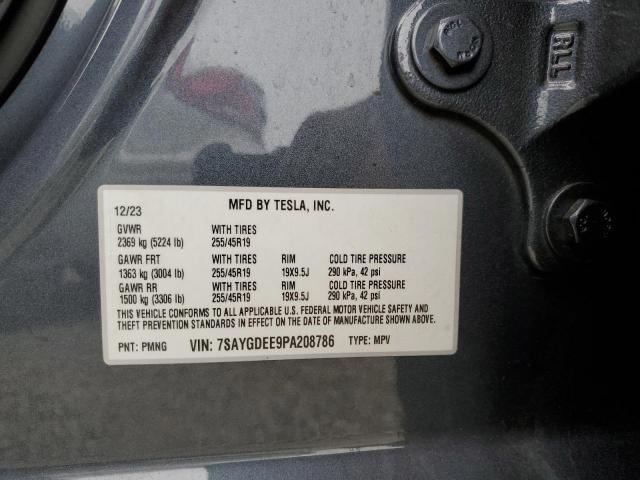 RLL
12/23 MFD BY TESLA, INC.
GVWR WITH TIRES
2369 kg (5224 lb) 255/45R19
GAWR FRT WITH TIRES RIM COLD TIRE PRESSURE
1363 kg (3004 lb) 255/45R19 19X9.5J 290 kPa, 42 psi
GAWR RR WITH TIRES RIM COLD TIRE PRESSURE
1500 kg (3306 lb) 255/45R19 19X9.5J 290 kPa, 42 psi
THIS VEHICLE CONFORMS TO ALL APPLICABLE U.S. FEDERAL MOTOR VEHICLE SAFETY AND
THEFT PREVENTION STANDARDS IN EFFECT ON THE DATE OF MANUFACTURE SHOWN ABOVE.
PNT: PMNG VIN: 7SAYGDEE9PA208786 TYPE: MPV